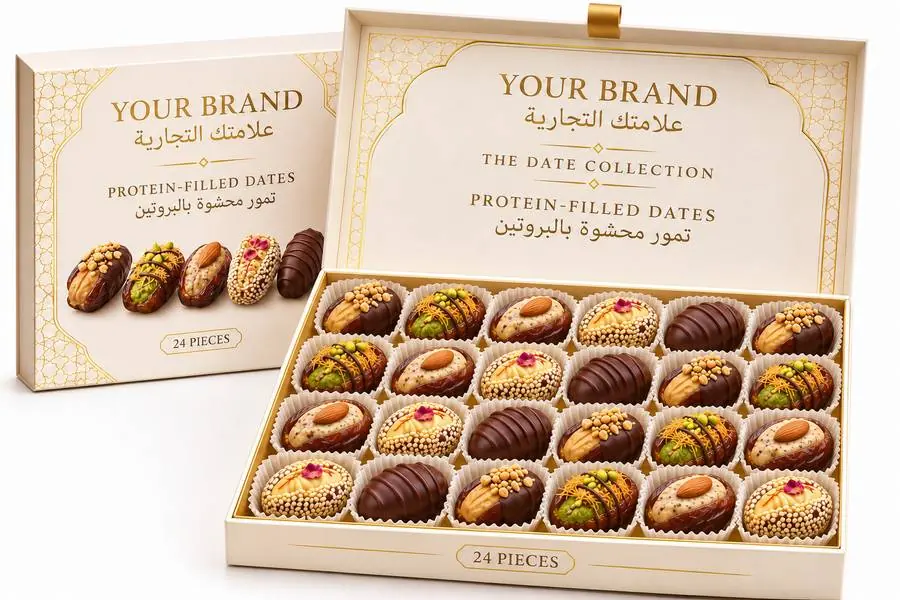 YOUR BRAND
علامتك التجارية
PROTEIN-FILLED DATES
تمور محشوة بالبروتين
24 PIECES
YOUR BRAND
علامتك التجارية
THE DATE COLLECTION
PROTEIN-FILLED DATES
تمور محشوة بالبروتين
24 PIECES